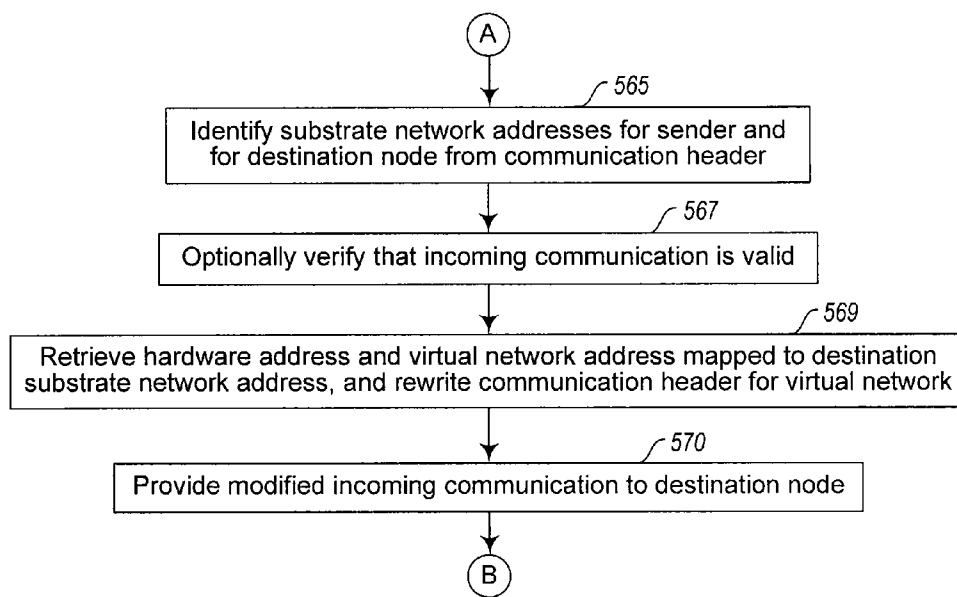 A
565
Identify substrate network addresses for sender and
for destination node from communication header
567
Optionally verify that incoming communication is valid
569
Retrieve hardware address and virtual network address mapped to destination
substrate network address, and rewrite communication header for virtual network
570
Provide modified incoming communication to destination node
B